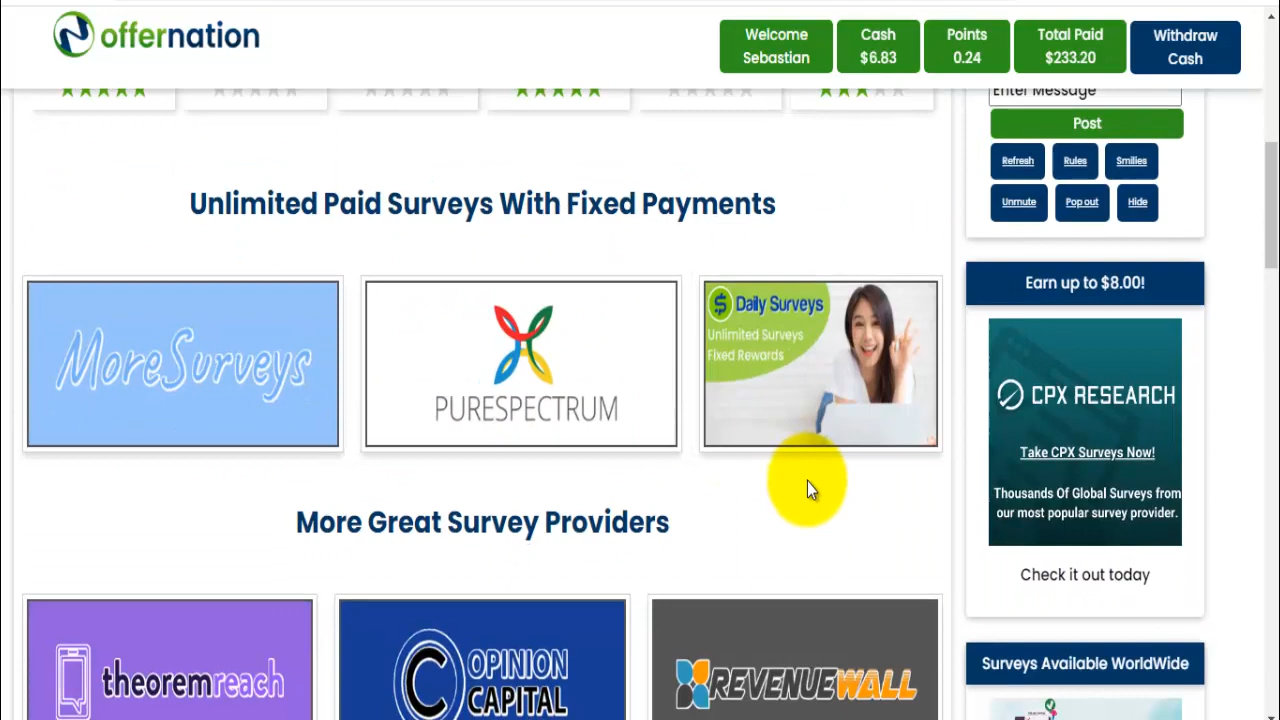 offernation
Welcome
Sebastian
Cash
$6.83
Points
0.24
Total Paid
$233.20
Withdraw
Cash
Enter Message
Post
Refresh
Rules
Smilies
Unmute
Pop out
Hide
Unlimited Paid Surveys With Fixed Payments
MoreSurveys
PURESPECTRUM
$ Daily Surveys
Unlimited Surveys
Fixed Rewards
Earn up to $8.00!
CPX RESEARCH
Take CPX Surveys Now!
Thousands Of Global Surveys from
our most popular survey provider.
Check it out today
More Great Survey Providers
theoremreach
OPINION
CAPITAL
REVENUEWALL
Surveys Available WorldWide